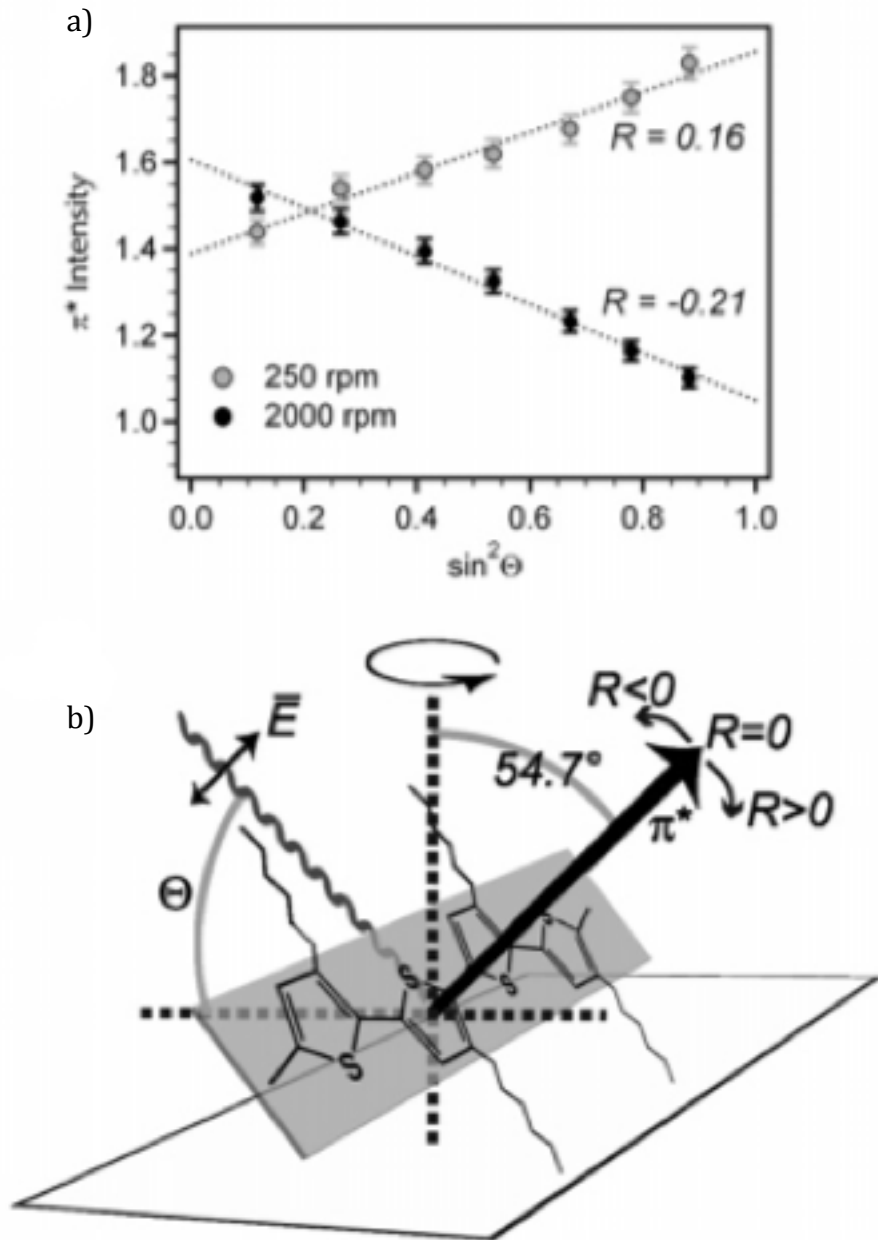 a)
1.8
1.6
1.4
1.2
1.0
π* Intensity
R = 0.16
R = -0.21
250 rpm
2000 rpm
0.0 0.2 0.4 0.6 0.8 1.0
sin²Θ
b)
E
R<0
R=0
54.7°
R>0
π*
Θ
S
S
S
S